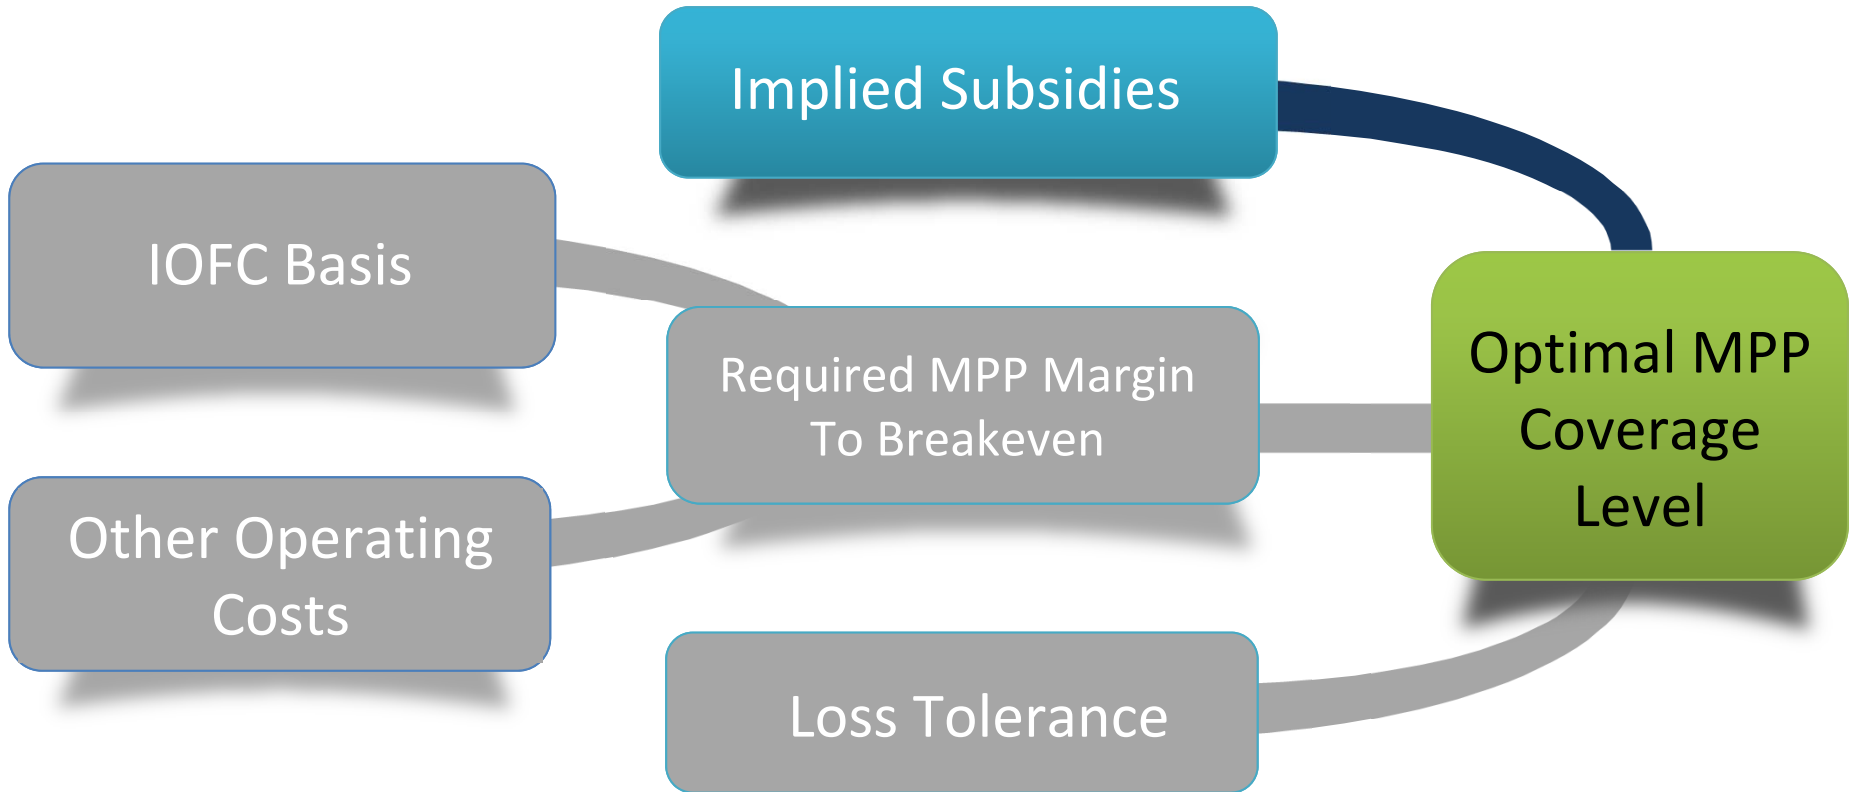 Implied Subsidies
IOFC Basis
Required MPP Margin
To Breakeven
Optimal MPP
Coverage
Level
Other Operating
Costs
Loss Tolerance